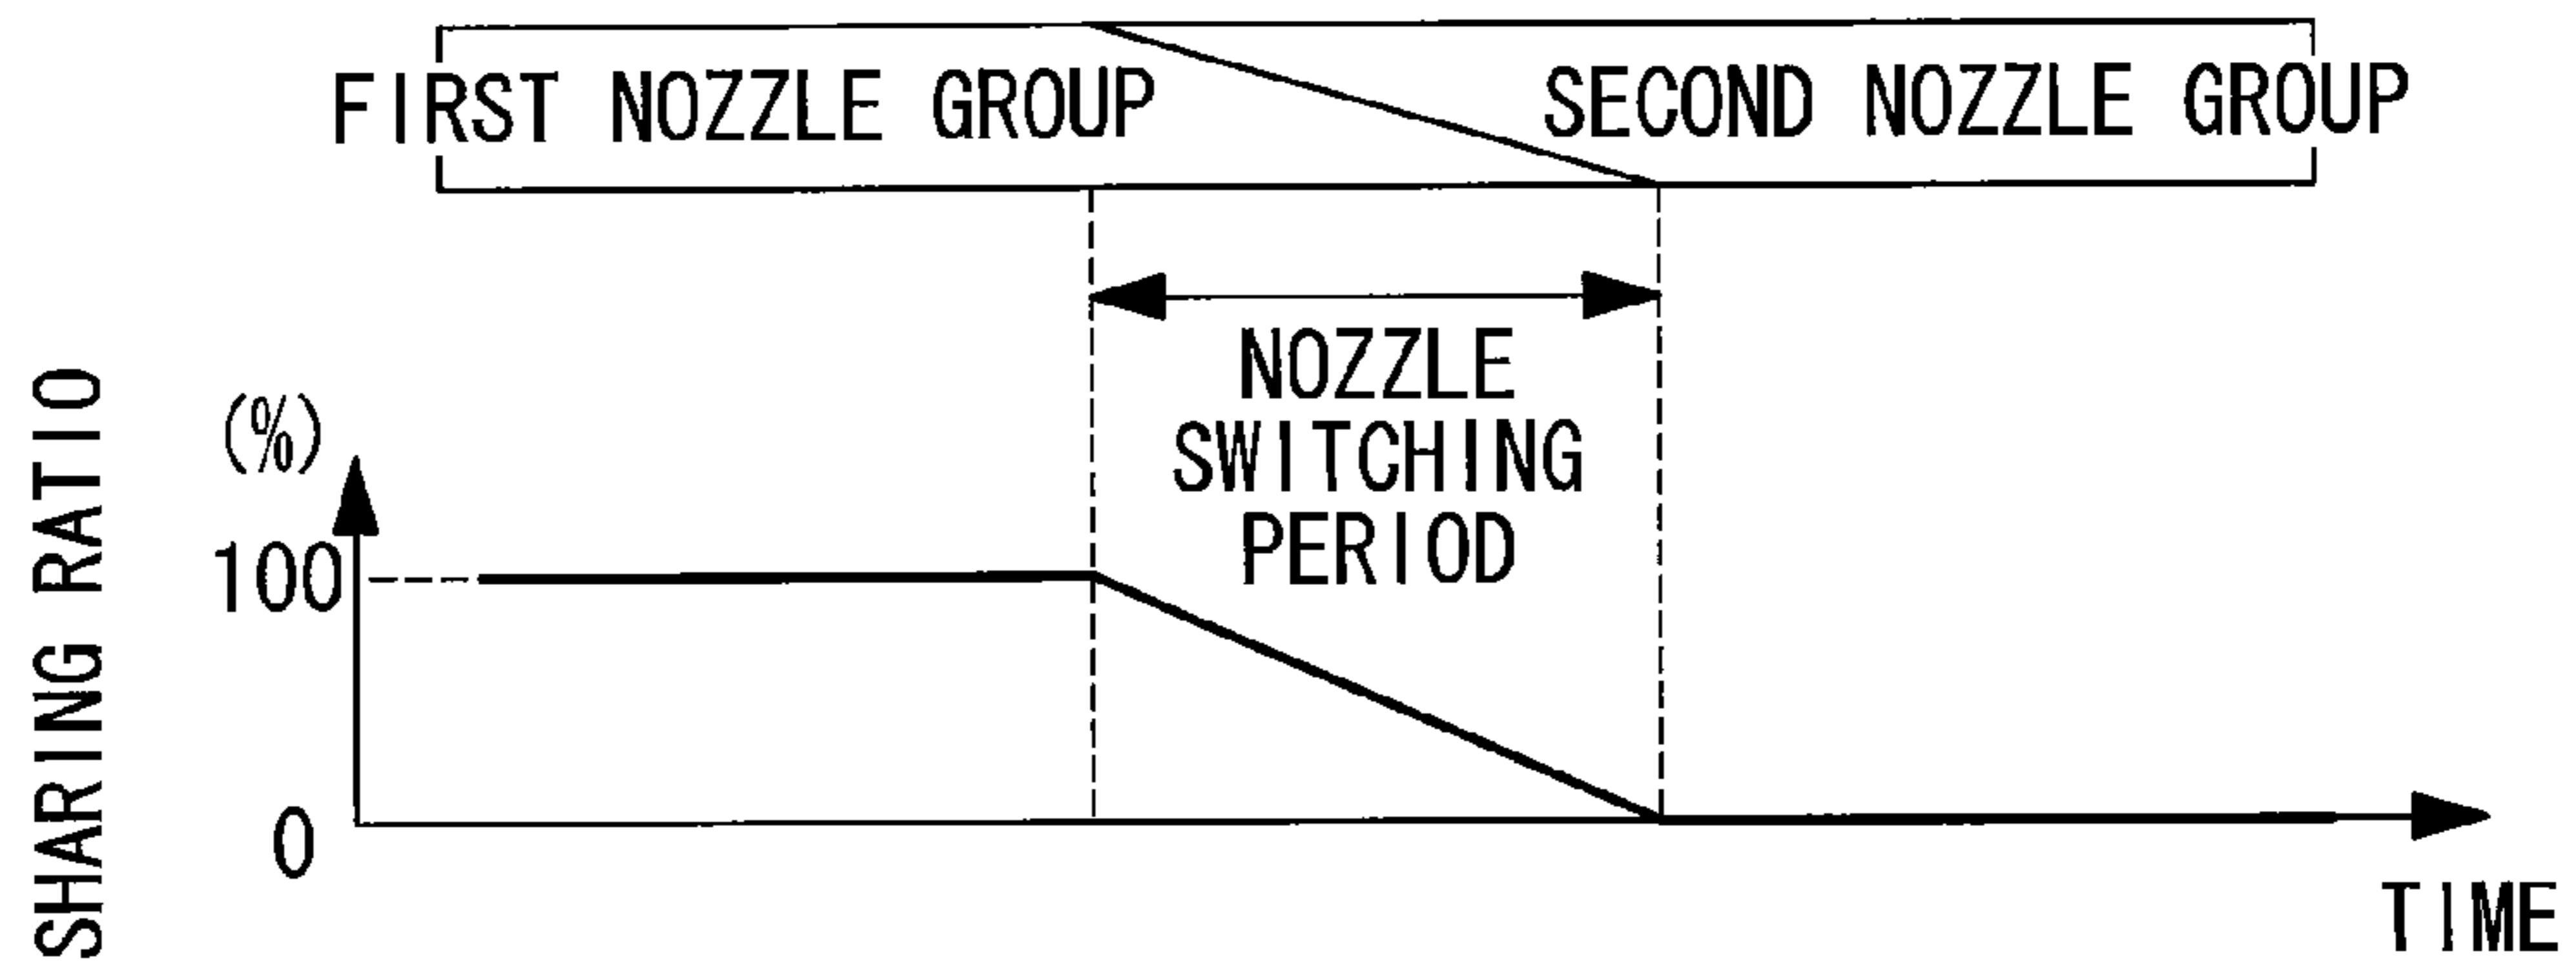 FIRST NOZZLE GROUP
SECOND NOZZLE GROUP
NOZZLE
SWITCHING
PERIOD
SHARING RATIO
(%)
100
0
TIME